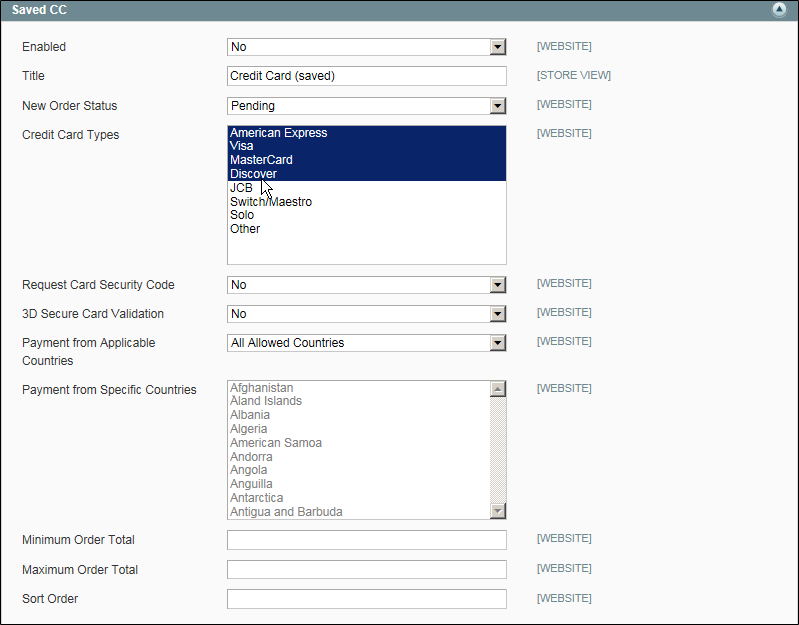 Saved CC
Enabled No [WEBSITE]
Title Credit Card (saved) [STORE VIEW]
New Order Status Pending [WEBSITE]
Credit Card Types American Express [WEBSITE]
Visa
MasterCard
Discover
JCB
Switch/Maestro
Solo
Other
Request Card Security Code No [WEBSITE]
3D Secure Card Validation No [WEBSITE]
Payment from Applicable All Allowed Countries [WEBSITE]
Countries
Payment from Specific Countries Afghanistan [WEBSITE]
Åland Islands
Albania
Algeria
American Samoa
Andorra
Angola
Anguilla
Antarctica
Antigua and Barbuda
Minimum Order Total [WEBSITE]
Maximum Order Total [WEBSITE]
Sort Order [WEBSITE]